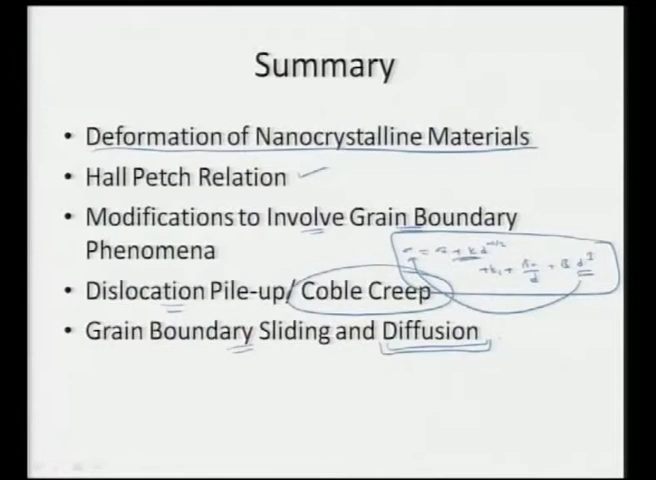 Summary
• Deformation of Nanocrystalline Materials
• Hall Petch Relation
• Modifications to Involve Grain Boundary
Phenomena
• Dislocation Pile-up/ Coble Creep
• Grain Boundary Sliding and Diffusion